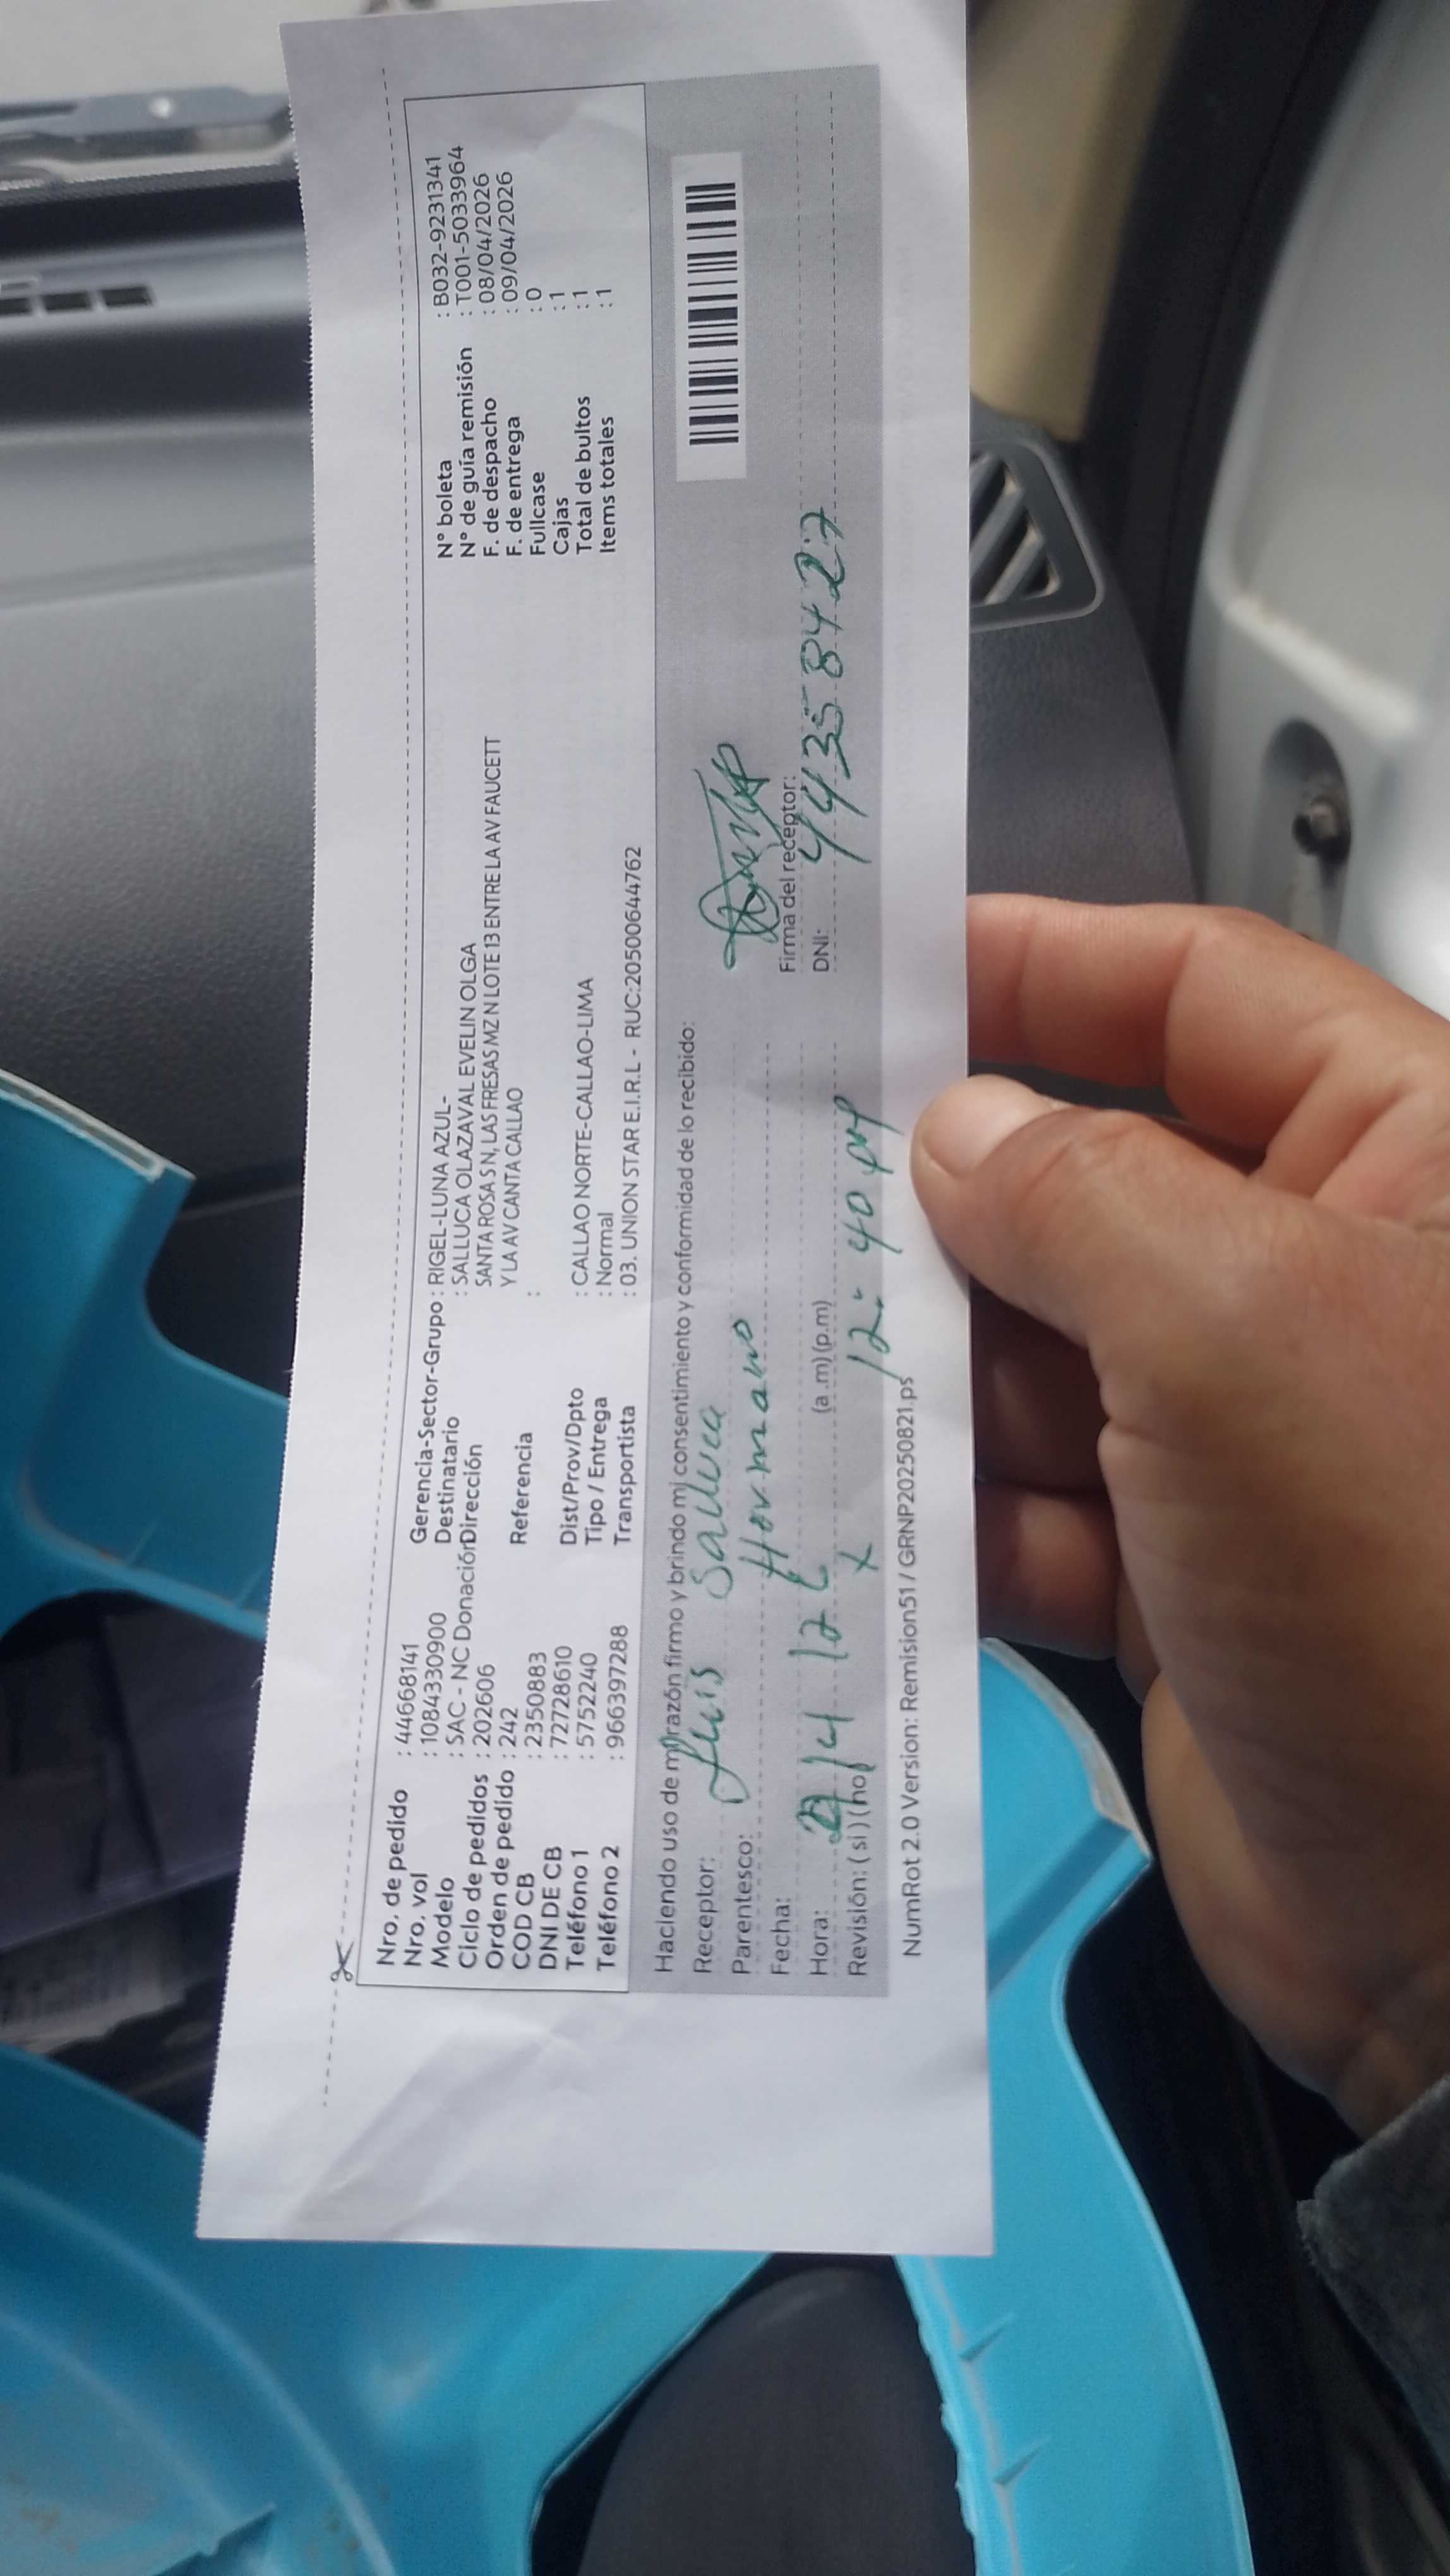 Nro. de pedido : 44668141
Nro. vol : 1084330900
Modelo : SAC - NC Donación
Ciclo de pedidos : 202606
Orden de pedido : 242
COD CB : 2350883
DNI DE CB : 72728610
Teléfono 1 : 5752240
Teléfono 2 : 966397288
Gerencia-Sector-Grupo : RIGEL-LUNA AZUL-
Destinatario : SALLUCA OLAZAVAL EVELIN OLGA
Dirección SANTA ROSA S N, LAS FRESAS MZ N LOTE 13 ENTRE LA AV FAUCETT
Y LA AV CANTA CALLAO
Referencia :
Dist/Prov/Dpto : CALLAO NORTE-CALLAO-LIMA
Tipo / Entrega : Normal
Transportista : 03. UNION STAR E.I.R.L - RUC:20500644762
N° boleta : B032-9231341
N° de guía remisión : T001-5033964
F. de despacho : 08/04/2026
F. de entrega : 09/04/2026
Fullcase : 0
Cajas : 1
Total de bultos : 1
Items totales : 1
Haciendo uso de mi razón firmo y brindo mi consentimiento y conformidad de lo recibido:
Receptor: Luis Salluca
Parentesco: Hermano
Fecha:
Hora: (a.m) (p.m)
12:40 pm
Revisión: ( si ) ( no
Firma del receptor:
DNI: 44358427
NumRot 2.0 Version: Remision51 / GRNP20250821.ps